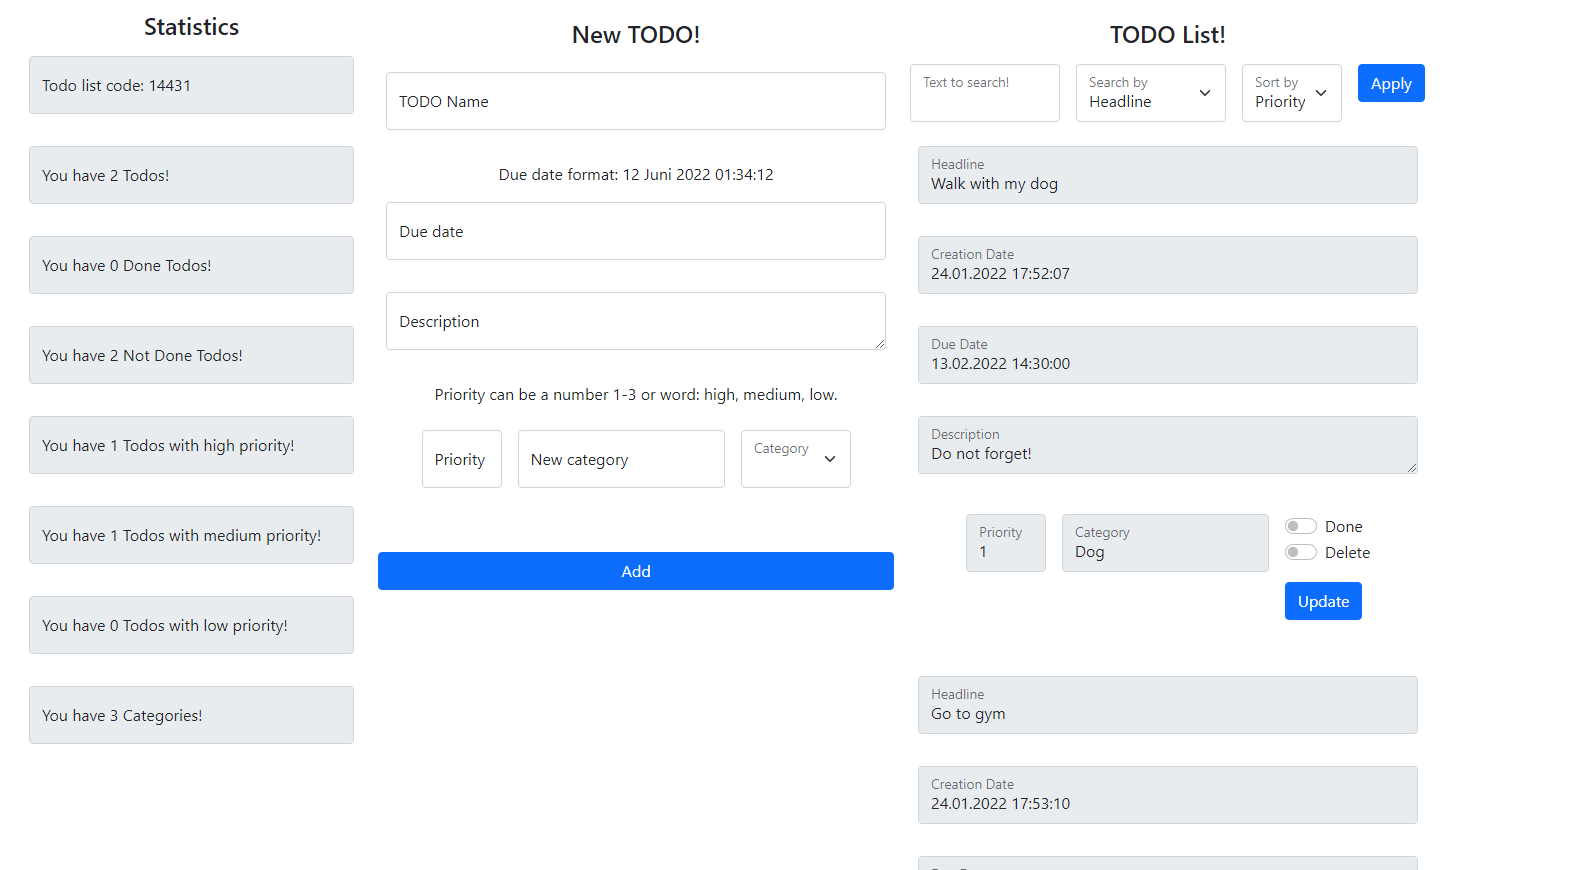 Statistics
Todo list code: 14431
You have 2 Todos!
You have 0 Done Todos!
You have 2 Not Done Todos!
You have 1 Todos with high priority!
You have 1 Todos with medium priority!
You have 0 Todos with low priority!
You have 3 Categories!
New TODO!
TODO Name
Due date format: 12 Juni 2022 01:34:12
Due date
Description
Priority can be a number 1-3 or word: high, medium, low.
Priority
New category
Category
Add
TODO List!
Text to search!
Search by
Headline
Sort by
Priority
Apply
Headline
Walk with my dog
Creation Date
24.01.2022 17:52:07
Due Date
13.02.2022 14:30:00
Description
Do not forget!
Priority
1
Category
Dog
Done
Delete
Update
Headline
Go to gym
Creation Date
24.01.2022 17:53:10